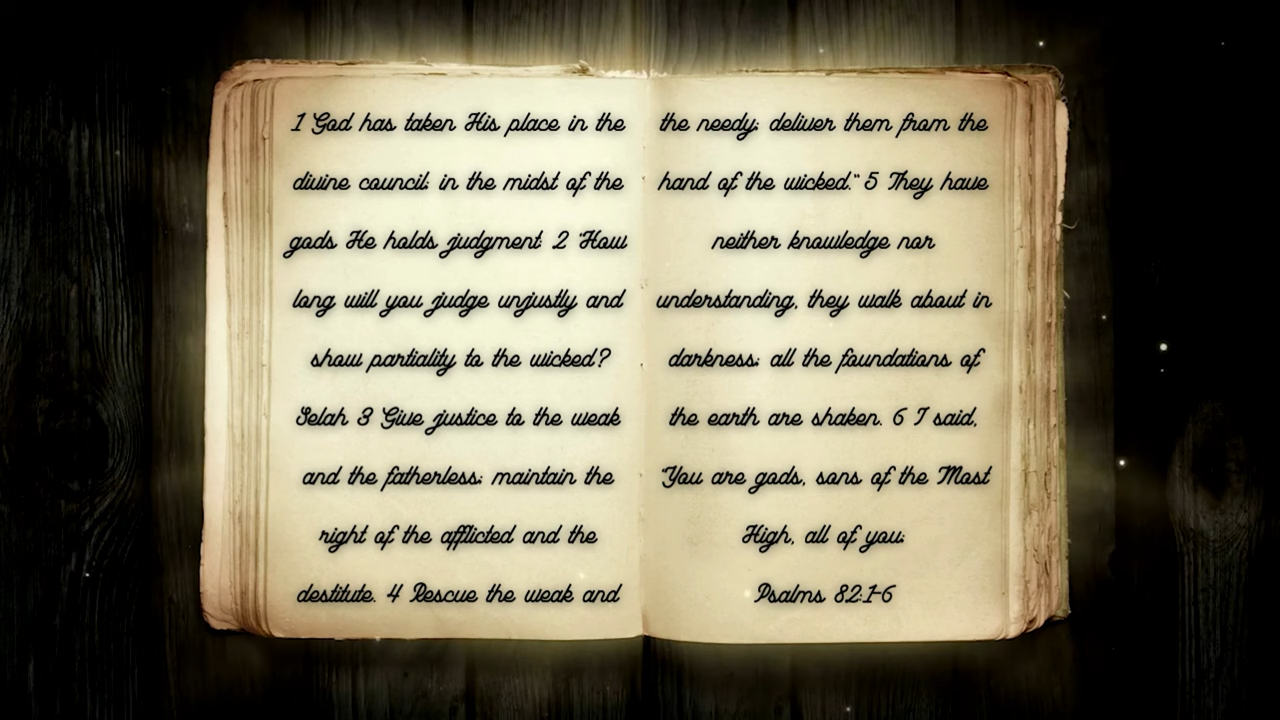 1 God has taken His place in the
divine council; in the midst of the
gods He holds judgment: 2 "How
long will you judge unjustly and
show partiality to the wicked?
Selah 3 Give justice to the weak
and the fatherless; maintain the
right of the afflicted and the
destitute. 4 Rescue the weak and
the needy; deliver them from the
hand of the wicked." 5 They have
neither knowledge nor
understanding, they walk about in
darkness; all the foundations of
the earth are shaken. 6 I said,
"You are gods, sons of the Most
High, all of you;
Psalms 82:1-6